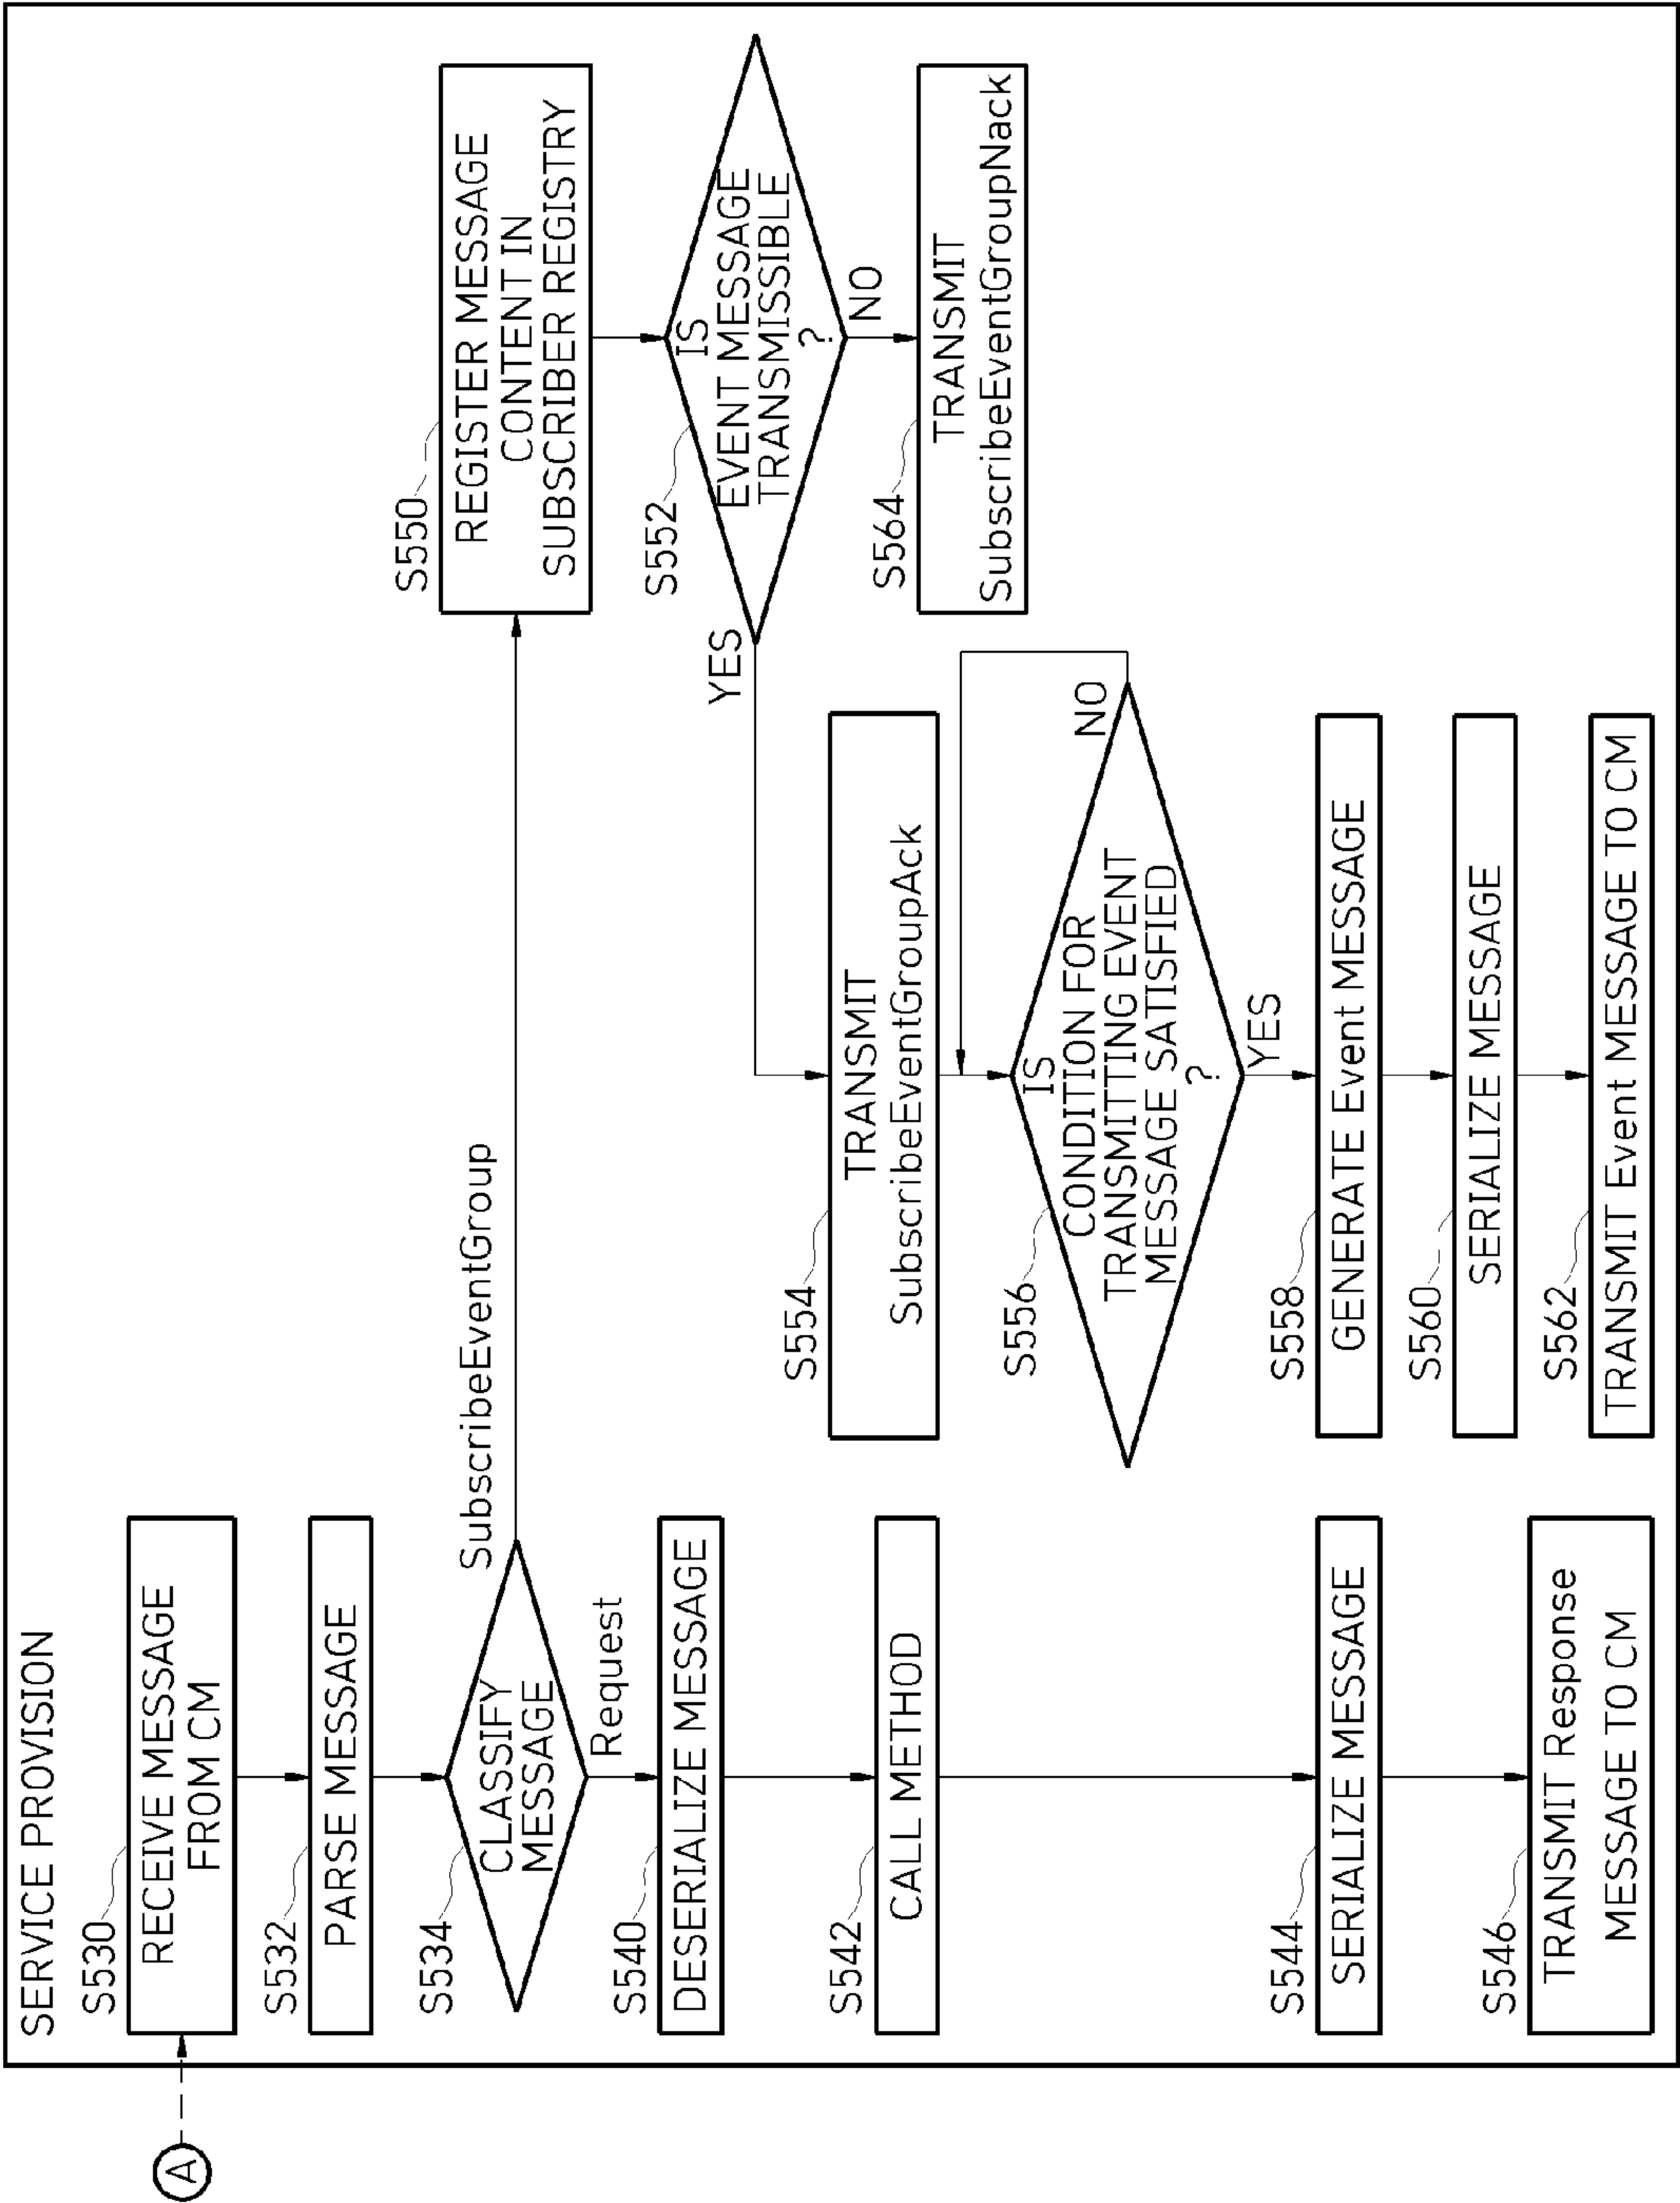 SERVICE PROVISION
A
S530
RECEIVE MESSAGE
FROM CM
S532
PARSE MESSAGE
S534
CLASSIFY
MESSAGE
SubscribeEventGroup
Request
S540
DESERIALIZE MESSAGE
S542
CALL METHOD
S544
SERIALIZE MESSAGE
S546
TRANSMIT Response
MESSAGE TO CM
S550
REGISTER MESSAGE
CONTENT IN
SUBSCRIBER REGISTRY
S552
IS
EVENT MESSAGE
TRANSMISSIBLE
?
YES
NO
S564
TRANSMIT
SubscribeEventGroupNack
S554
TRANSMIT
SubscribeEventGroupAck
S556
IS
CONDITION FOR
TRANSMITTING EVENT
MESSAGE SATISFIED
?
NO
YES
S558
GENERATE Event MESSAGE
S560
SERIALIZE MESSAGE
S562
TRANSMIT Event MESSAGE TO CM